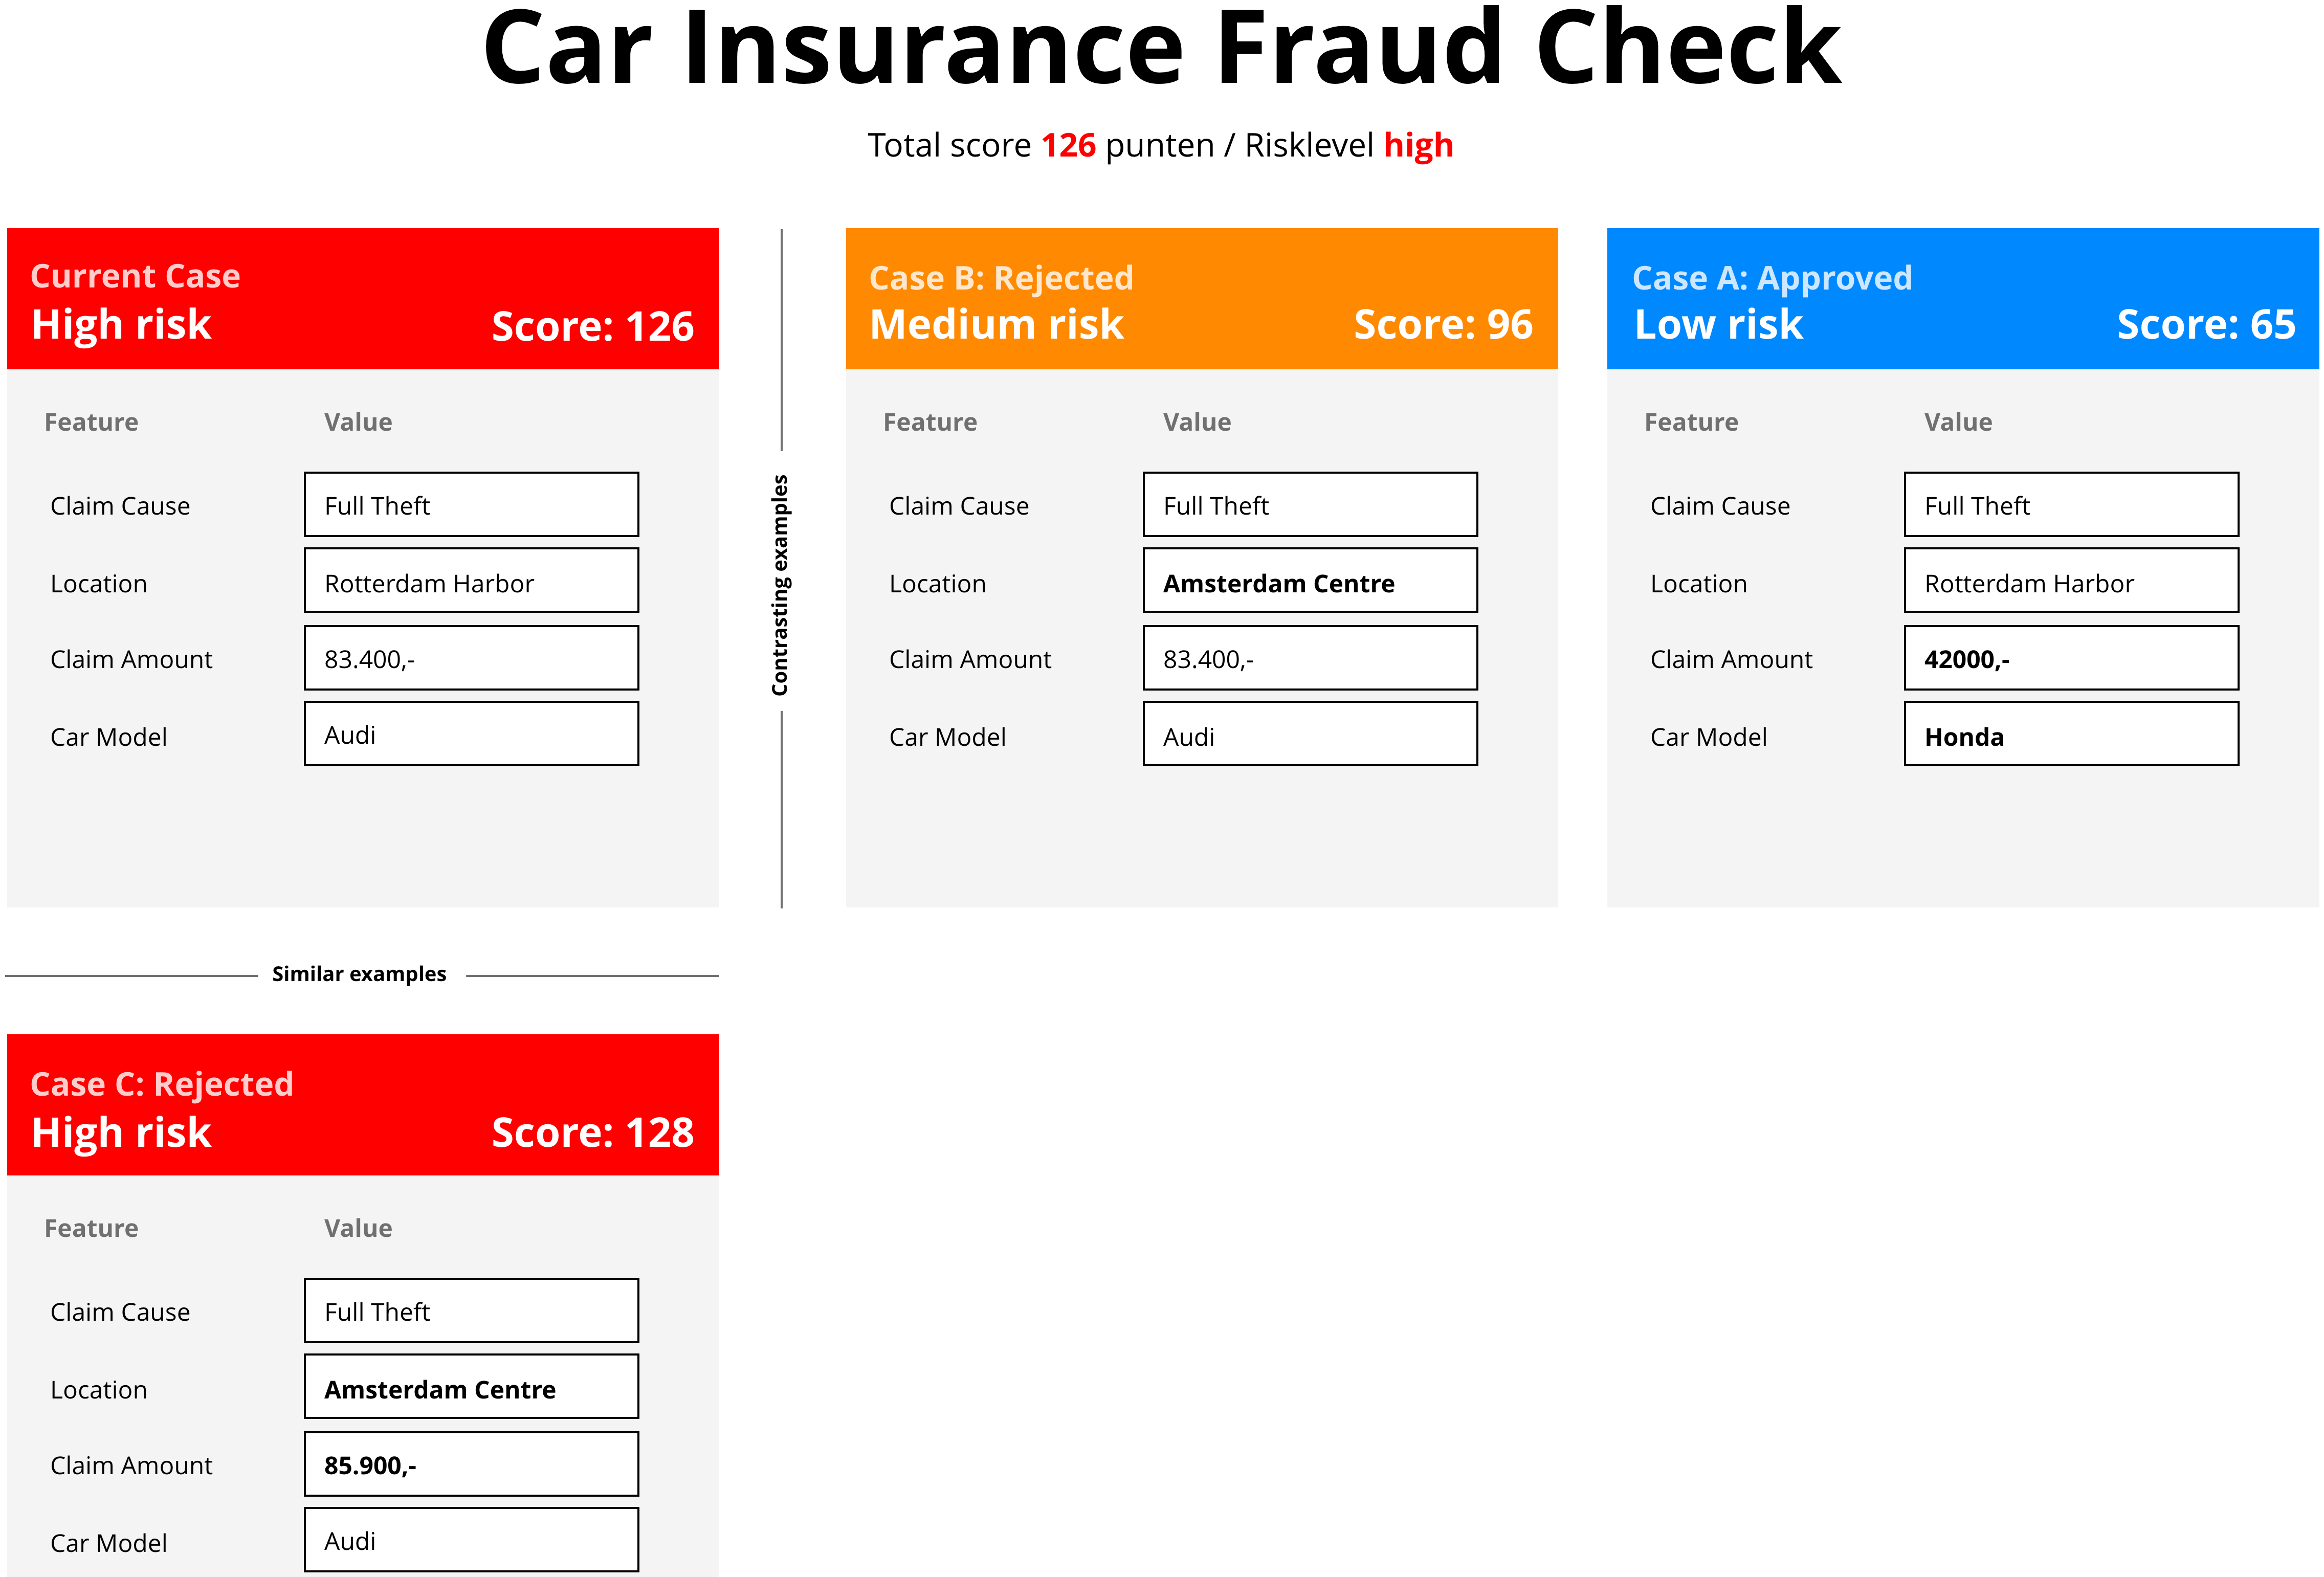 Car Insurance Fraud Check
Total score 126 punten / Risklevel high
Current Case
High risk Score: 126
Feature Value
Claim Cause Full Theft
Location Rotterdam Harbor
Claim Amount 83.400,-
Car Model Audi
Contrasting examples
Case B: Rejected
Medium risk Score: 96
Feature Value
Claim Cause Full Theft
Location Amsterdam Centre
Claim Amount 83.400,-
Car Model Audi
Case A: Approved
Low risk Score: 65
Feature Value
Claim Cause Full Theft
Location Rotterdam Harbor
Claim Amount 42000,-
Car Model Honda
Similar examples
Case C: Rejected
High risk Score: 128
Feature Value
Claim Cause Full Theft
Location Amsterdam Centre
Claim Amount 85.900,-
Car Model Audi